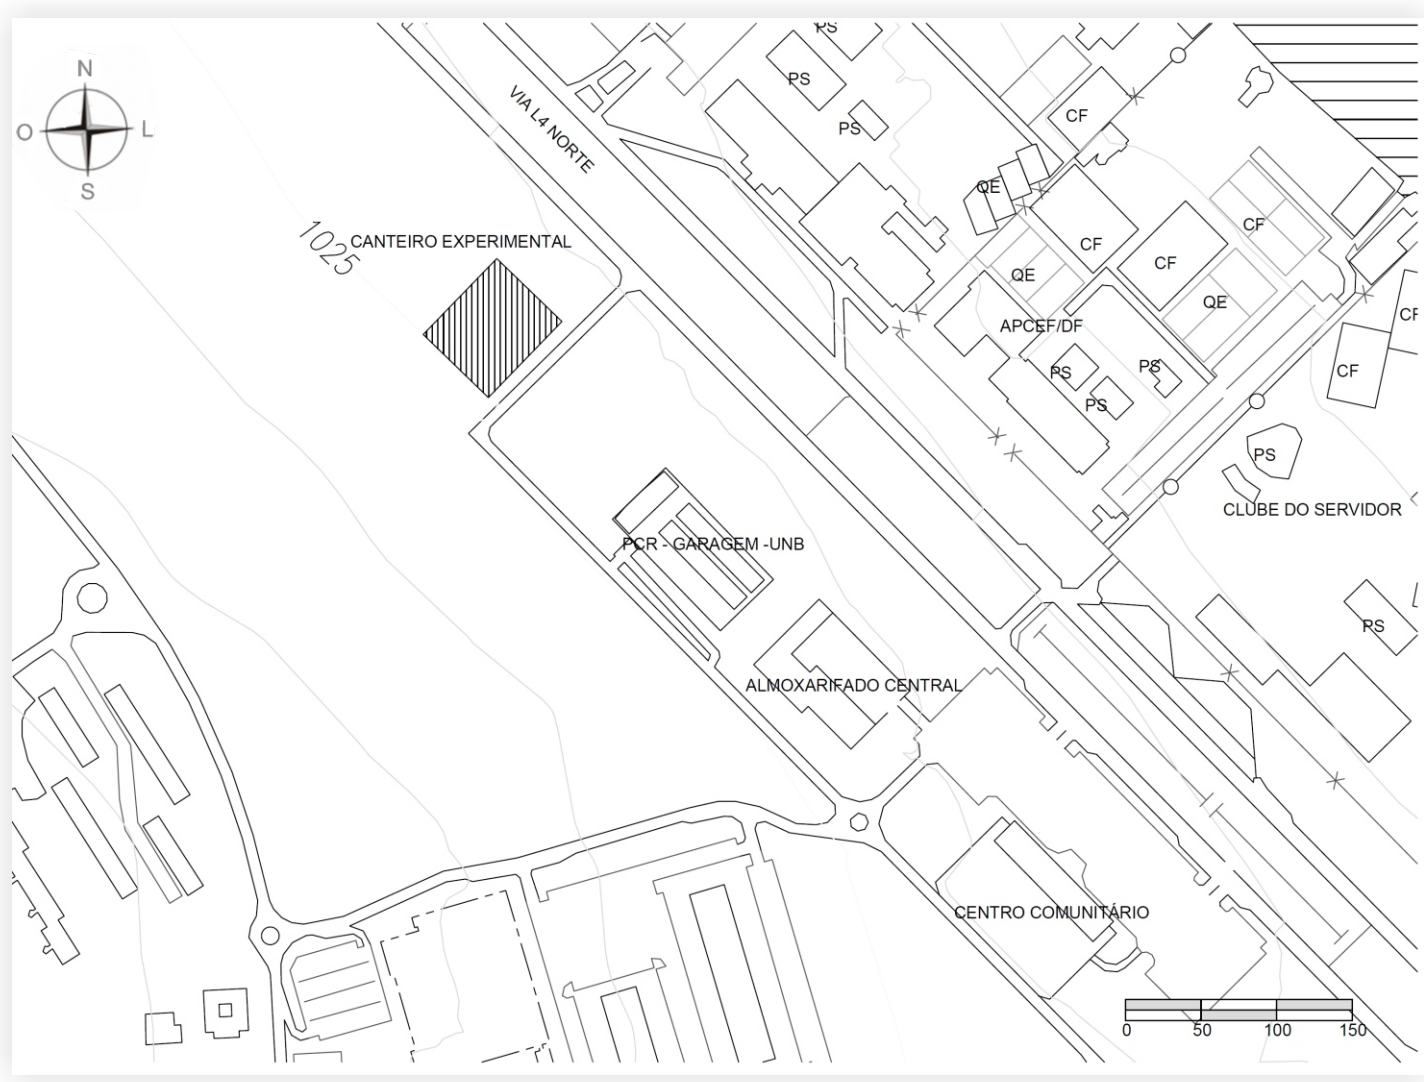 PS
N
PS
VIA L4 NORTE
CF
O
L
PS
S
QE
CF
1025
CANTEIRO EXPERIMENTAL
CF
CF
QE
QE
CF
APCEF/DF
PS
PS
CF
PS
PS
CLUBE DO SERVIDOR
PCR - GARAGEM -UNB
PS
ALMOXARIFADO CENTRAL
CENTRO COMUNITÁRIO
0 50 100 150